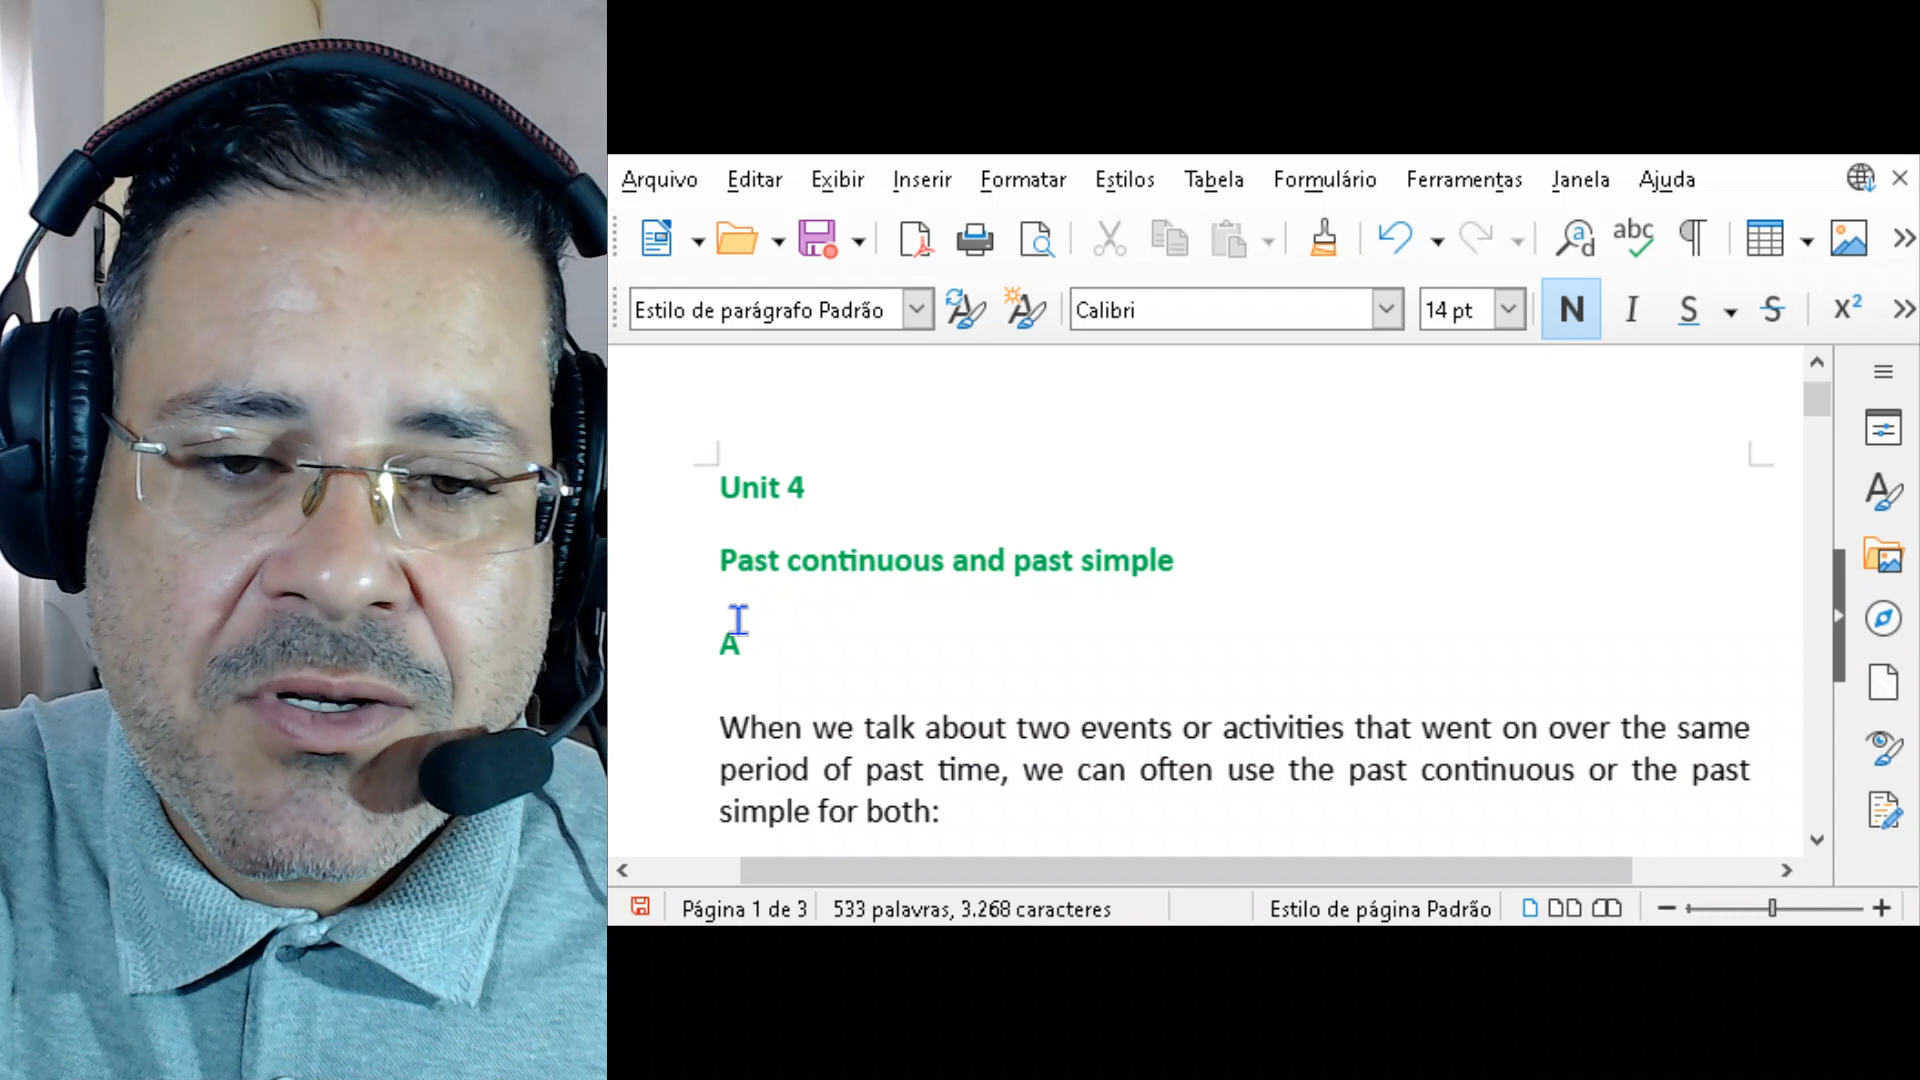 Arquivo Editar Exibir Inserir Formatar Estilos Tabela Formulário Ferramentas Janela Ajuda
abc
Estilo de parágrafo Padrão Calibri 14 pt N I S S X²
Unit 4
Past continuous and past simple
A
When we talk about two events or activities that went on over the same
period of past time, we can often use the past continuous or the past
simple for both:
Página 1 de 3 533 palavras, 3.268 caracteres Estilo de página Padrão